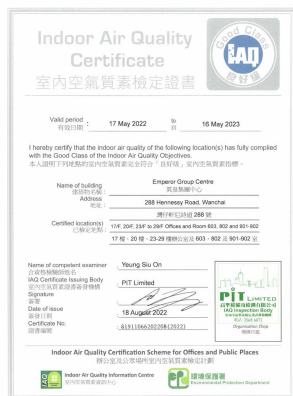 Indoor Air Quality
Certificate
室內空氣質素檢定證書
Good Class
IAQ
良好級
Valid period : 17 May 2022 to 16 May 2023
有效日期 至
I hereby certify that the indoor air quality of the following location(s) has fully complied
with the Good Class of the Indoor Air Quality Objectives.
本人證明下列地點的室內空氣質素完全符合「良好級」室內空氣質素指標。
Name of building Emperor Group Centre
建築物名稱: 英皇集團中心
Address 288 Hennessy Road, Wanchai
地址: 灣仔軒尼詩道 288 號
Certified location(s) 17/F, 20/F, 23/F to 29/F Offices and Room 603, 802 and 901-902
已檢定地點: 17 樓、20 樓、23-29 樓辦公室及 603、802 及 901-902 室
Name of competent examiner : Yeung Siu On
合資格檢驗師姓名
IAQ Certificate Issuing Body : PIT Limited
室內空氣質素證書簽發機構
Signature
簽署
Date of issue : 18 August 2022
簽發日期
Certificate No.
證書編號
PiT LIMITED
IAQ Inspection Body
Organisation Chop
機構印鑑
Indoor Air Quality Certification Scheme for Offices and Public Places
辦公室及公眾場所室內空氣質素檢定計劃
IAQ Indoor Air Quality Information Centre
室內空氣質素資訊中心
環境保護署
Environmental Protection Department